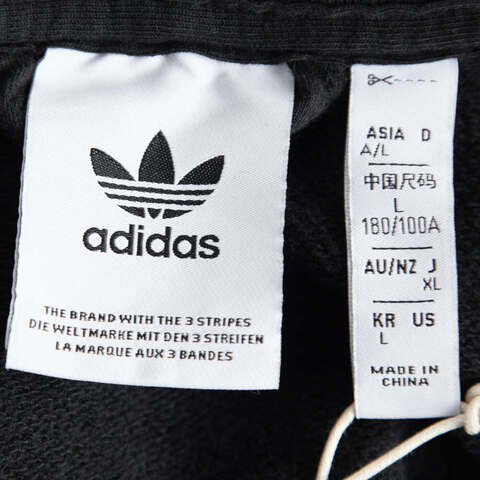 adidas
THE BRAND WITH THE 3 STRIPES
DIE WELTMARKE MIT DEN 3 STREIFEN
LA MARQUE AUX 3 BANDES
ASIA D
A/L
中国尺码
L
180/100A
AU/NZ J
XL
KR US
L
MADE IN
CHINA